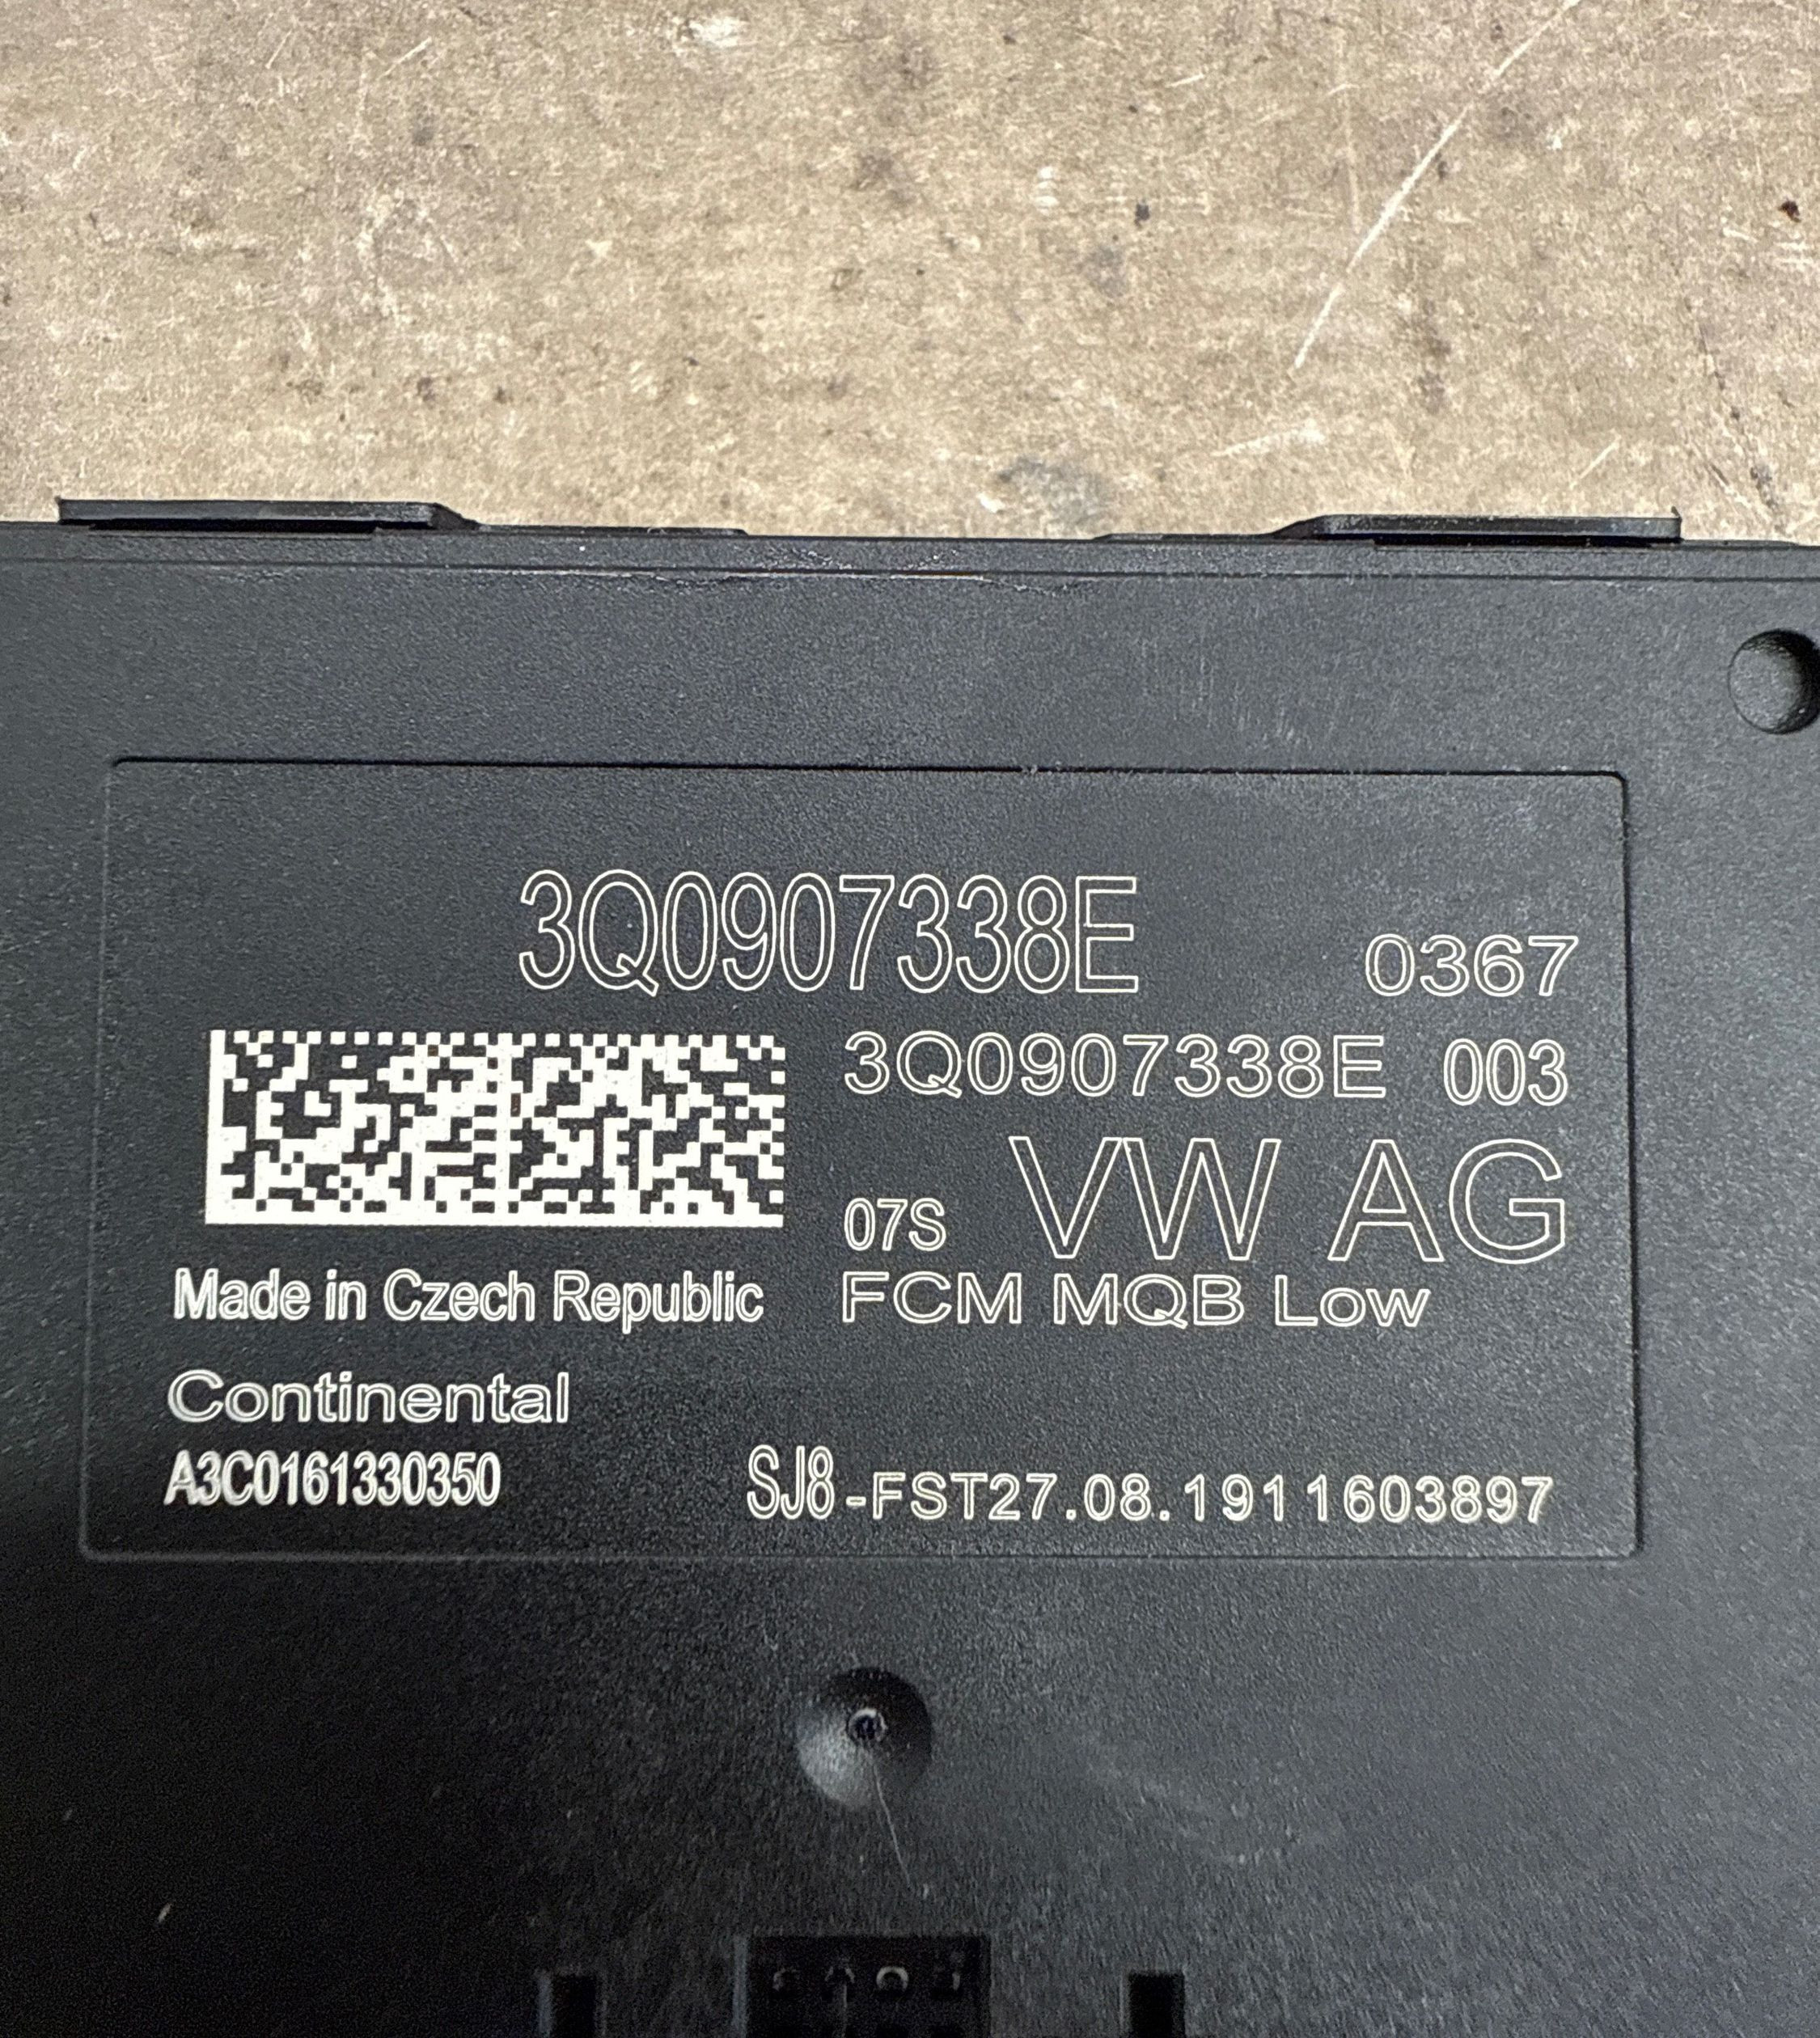 3Q0907338E
0367
3Q0907338E 003
07S VW AG
Made in Czech Republic
FCM MQB Low
Continental
A3C0161330350
SJ8-FST27.08.1911603897